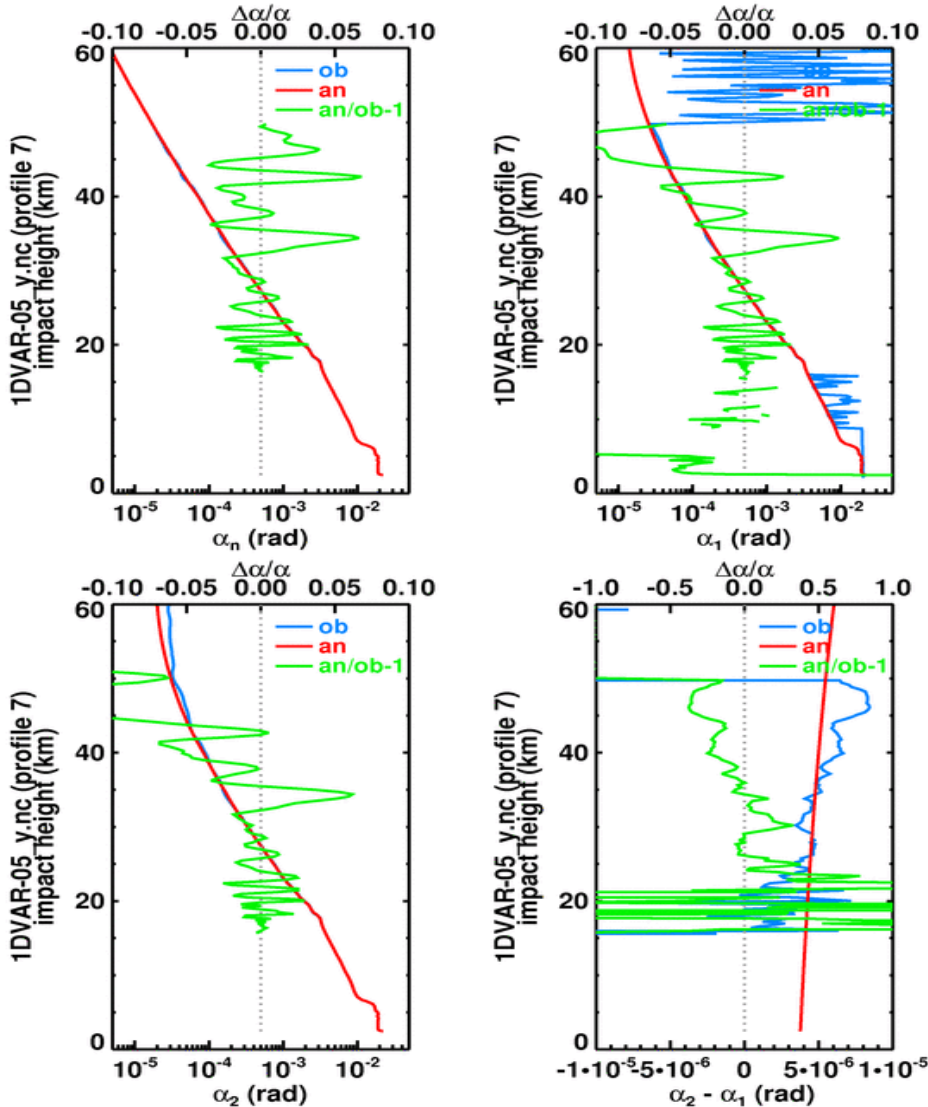 Δα/α
-0.10 -0.05 0.00 0.05 0.10
60
40
20
0
1DVAR-05_y.nc (profile 7)
impact height (km)
ob
an
an/ob-1
10⁻⁵ 10⁻⁴ 10⁻³ 10⁻²
αₙ (rad)
Δα/α
-0.10 -0.05 0.00 0.05 0.10
60
40
20
0
1DVAR-05_y.nc (profile 7)
impact height (km)
ob
an
an/ob-1
10⁻⁵ 10⁻⁴ 10⁻³ 10⁻²
α₁ (rad)
Δα/α
-0.10 -0.05 0.00 0.05 0.10
60
40
20
0
1DVAR-05_y.nc (profile 7)
impact height (km)
ob
an
an/ob-1
10⁻⁵ 10⁻⁴ 10⁻³ 10⁻²
α₂ (rad)
Δα/α
-1.0 -0.5 0.0 0.5 1.0
60
40
20
0
1DVAR-05_y.nc (profile 7)
impact height (km)
ob
an
an/ob-1
-1•10⁻⁵ -5•10⁻⁶ 0 5•10⁻⁶ 1•10⁻⁵
α₂ - α₁ (rad)